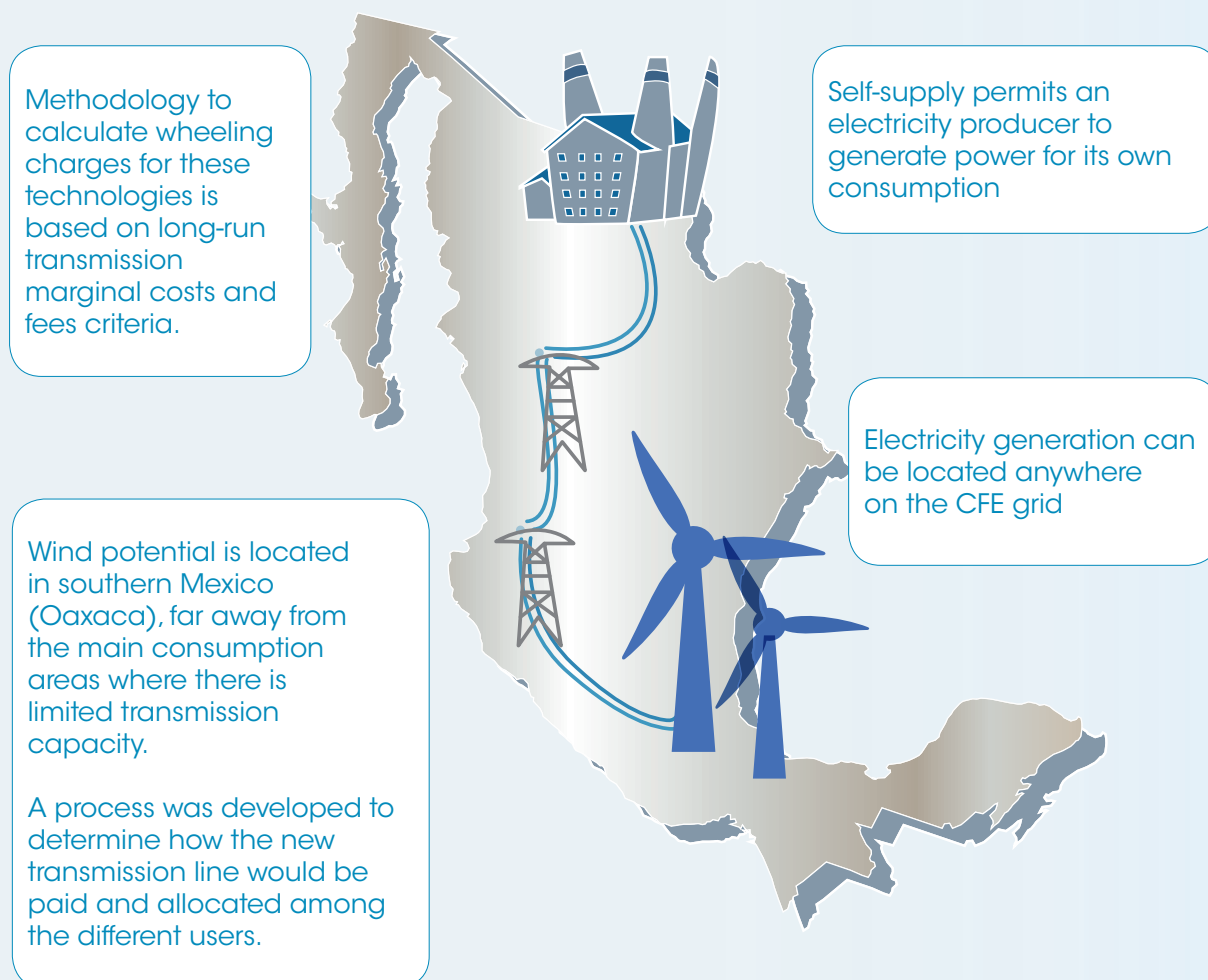 Methodology to
calculate wheeling
charges for these
technologies is
based on long-run
transmission
marginal costs and
fees criteria.
Self-supply permits an
electricity producer to
generate power for its own
consumption
Electricity generation can
be located anywhere
on the CFE grid
Wind potential is located
in southern Mexico
(Oaxaca), far away from
the main consumption
areas where there is
limited transmission
capacity.
A process was developed to
determine how the new
transmission line would be
paid and allocated among
the different users.